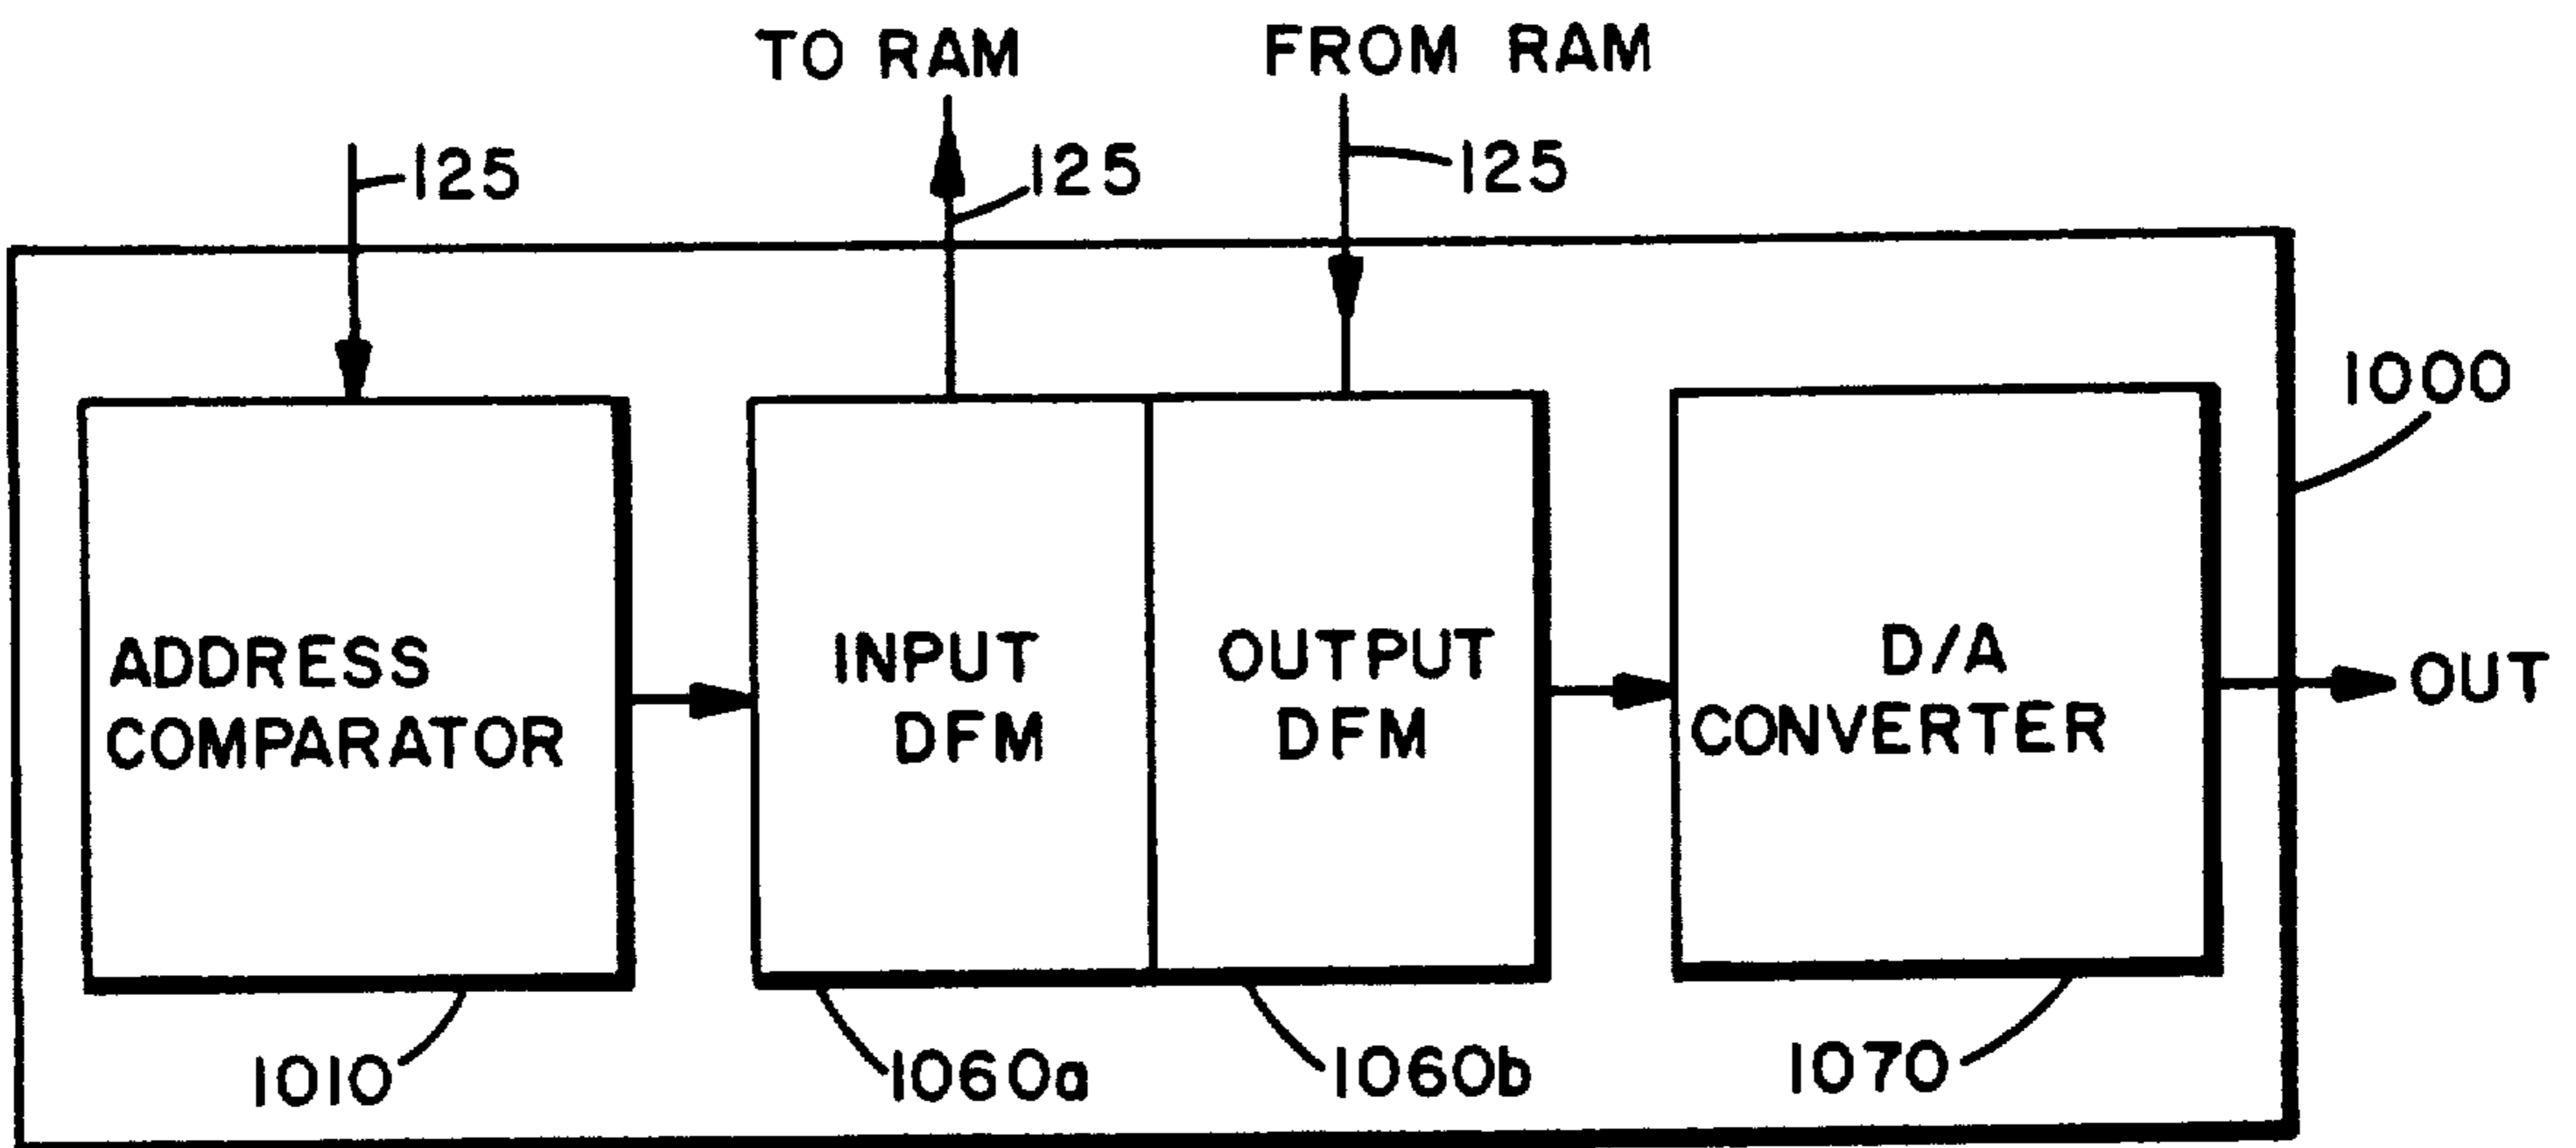 TO RAM
FROM RAM
125
125
125
1000
ADDRESS
COMPARATOR
INPUT
DFM
OUTPUT
DFM
D/A
CONVERTER
OUT
1010
1060a
1060b
1070